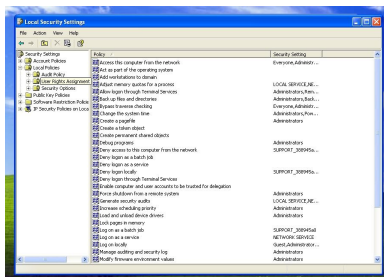 Local Security Settings
File Action View Help
Security Settings
Account Policies
Local Policies
Audit Policy
User Rights Assignment
Security Options
Public Key Policies
Software Restriction Policie
IP Security Policies on Loca
Policy Security Setting
Access this computer from the network Everyone,Administr...
Act as part of the operating system
Add workstations to domain
Adjust memory quotas for a process LOCAL SERVICE,NE...
Allow logon through Terminal Services Administrators,Rem...
Back up files and directories Administrators,Back...
Bypass traverse checking Everyone,Administr...
Change the system time Administrators,Pow...
Create a pagefile Administrators
Create a token object
Create permanent shared objects
Debug programs Administrators
Deny access to this computer from the network SUPPORT_388945a...
Deny logon as a batch job
Deny logon as a service
Deny logon locally SUPPORT_388945a...
Deny logon through Terminal Services
Enable computer and user accounts to be trusted for delegation
Force shutdown from a remote system Administrators
Generate security audits LOCAL SERVICE,NE...
Increase scheduling priority Administrators
Load and unload device drivers Administrators
Lock pages in memory
Log on as a batch job SUPPORT_388945a0
Log on as a service NETWORK SERVICE
Log on locally Guest,Administrator...
Manage auditing and security log Administrators
Modify firmware environment values Administrators